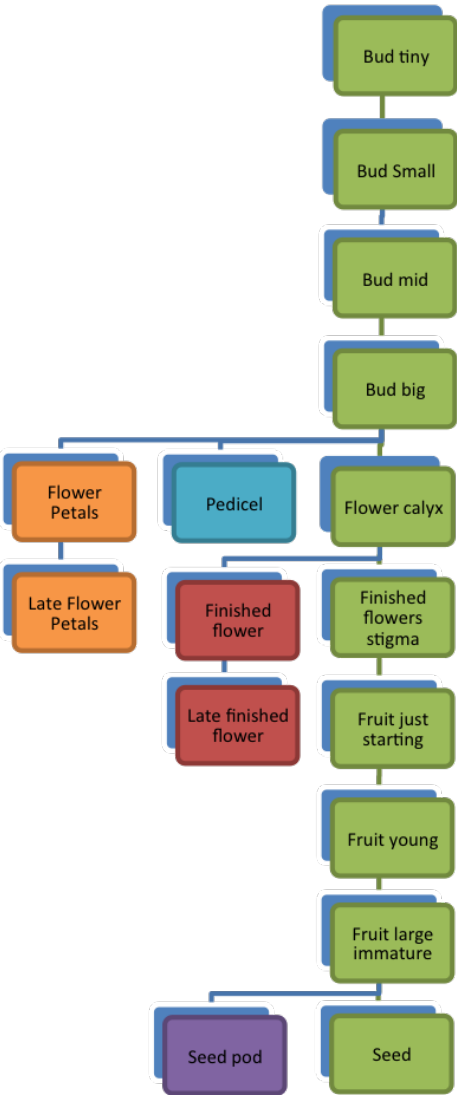 Bud tiny
Bud Small
Bud mid
Bud big
Flower
Petals
Pedicel
Flower calyx
Late Flower
Petals
Finished
flower
Finished
flowers
stigma
Late finished
flower
Fruit just
starting
Fruit young
Fruit large
immature
Seed pod
Seed